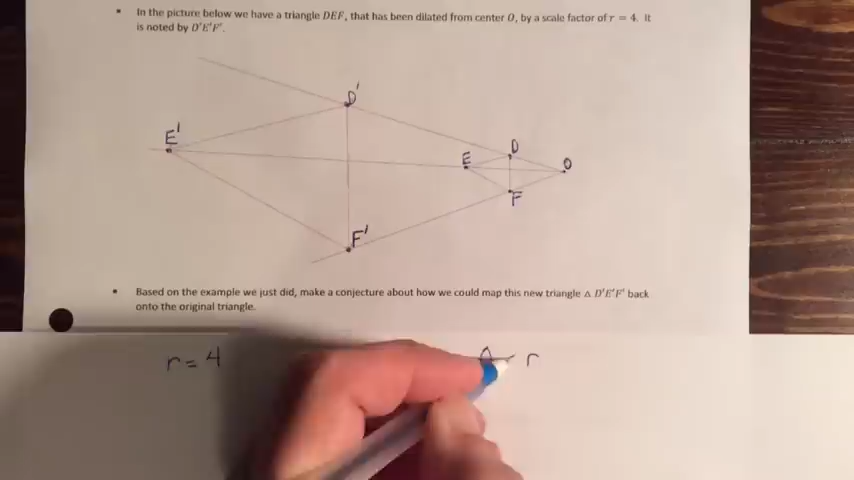 • In the picture below we have a triangle DEF, that has been dilated from center O, by a scale factor of r = 4. It
is noted by D'E'F'.
D'
E'
E
D
O
F
F'
• Based on the example we just did, make a conjecture about how we could map this new triangle △ D'E'F' back
onto the original triangle.
r = 4
r